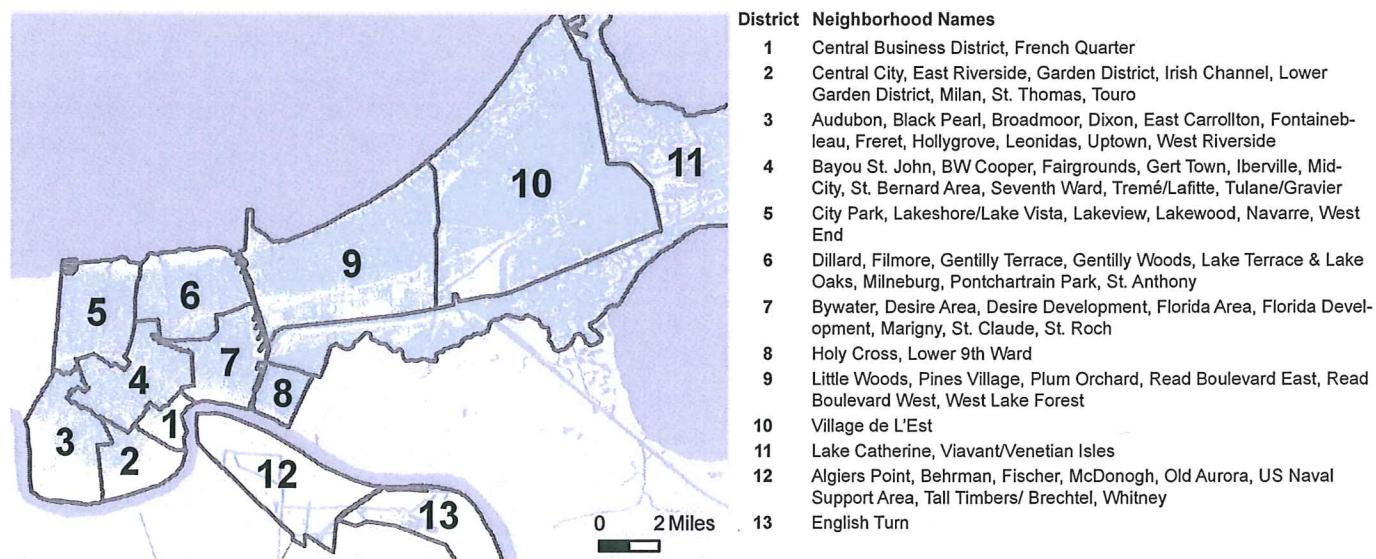 10
11
9
6
5
7
4
8
1
3
2
12
13
0 2 Miles
District Neighborhood Names
1 Central Business District, French Quarter
2 Central City, East Riverside, Garden District, Irish Channel, Lower
Garden District, Milan, St. Thomas, Touro
3 Audubon, Black Pearl, Broadmoor, Dixon, East Carrollton, Fontaineb-
leau, Freret, Hollygrove, Leonidas, Uptown, West Riverside
4 Bayou St. John, BW Cooper, Fairgrounds, Gert Town, Iberville, Mid-
City, St. Bernard Area, Seventh Ward, Tremé/Lafitte, Tulane/Gravier
5 City Park, Lakeshore/Lake Vista, Lakeview, Lakewood, Navarre, West
End
6 Dillard, Filmore, Gentilly Terrace, Gentilly Woods, Lake Terrace & Lake
Oaks, Milneburg, Pontchartrain Park, St. Anthony
7 Bywater, Desire Area, Desire Development, Florida Area, Florida Devel-
opment, Marigny, St. Claude, St. Roch
8 Holy Cross, Lower 9th Ward
9 Little Woods, Pines Village, Plum Orchard, Read Boulevard East, Read
Boulevard West, West Lake Forest
10 Village de L'Est
11 Lake Catherine, Viavant/Venetian Isles
12 Algiers Point, Behrman, Fischer, McDonogh, Old Aurora, US Naval
Support Area, Tall Timbers/ Brechtel, Whitney
13 English Turn